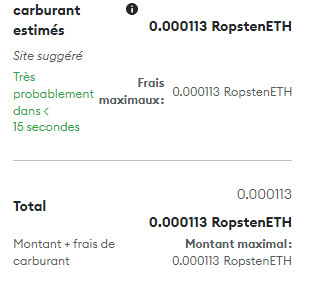 carburant
estimés
0.000113 RopstenETH
Site suggéré
Très
probablement
dans <
15 secondes
Frais
maximaux:
0.000113 RopstenETH
0.000113
Total
0.000113 RopstenETH
Montant + frais de
carburant
Montant maximal:
0.000113 RopstenETH